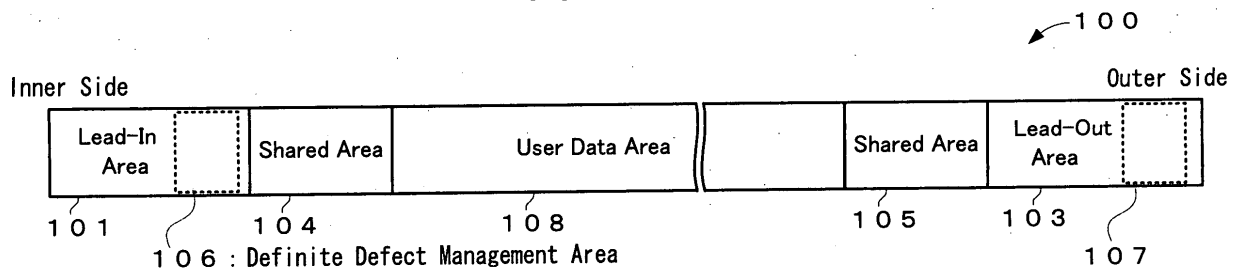 100
Inner Side
Outer Side
Lead-In
Area
Shared Area
User Data Area
Shared Area
Lead-Out
Area
101
104
108
105
103
106 : Definite Defect Management Area
107